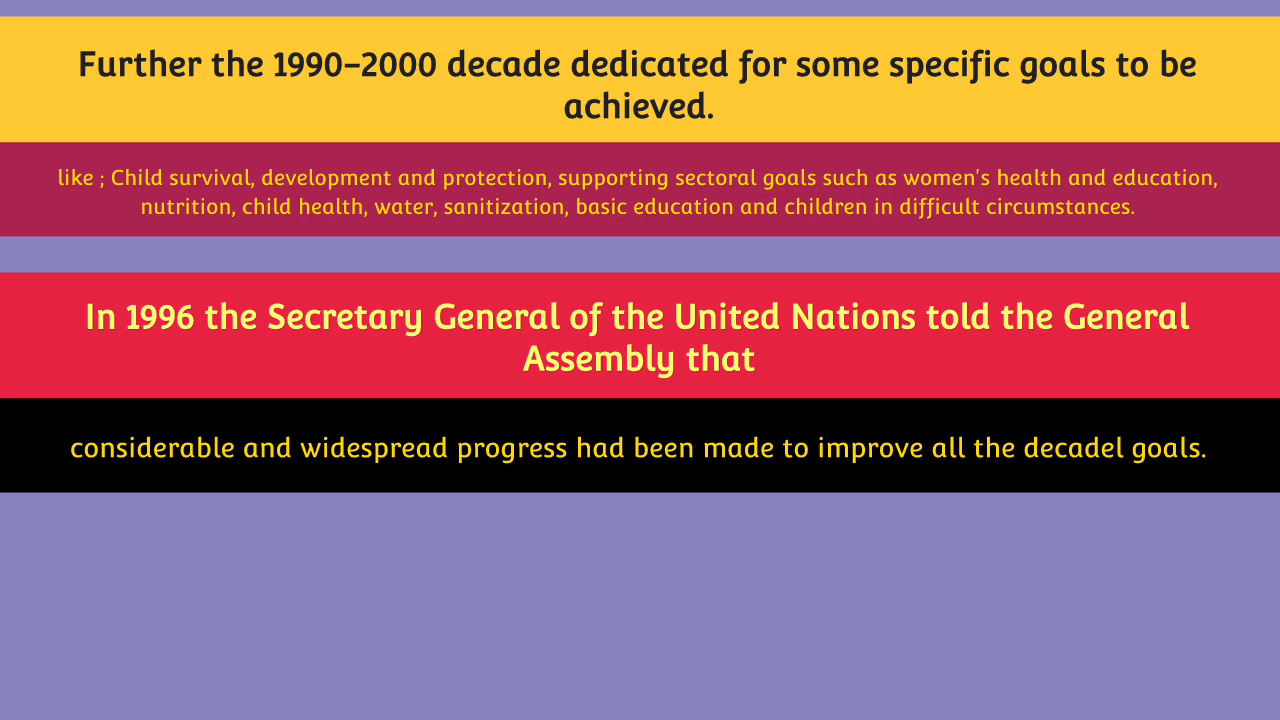 Further the 1990–2000 decade dedicated for some specific goals to be
achieved.
like ; Child survival, development and protection, supporting sectoral goals such as women's health and education,
nutrition, child health, water, sanitization, basic education and children in difficult circumstances.
In 1996 the Secretary General of the United Nations told the General
Assembly that
considerable and widespread progress had been made to improve all the decadel goals.